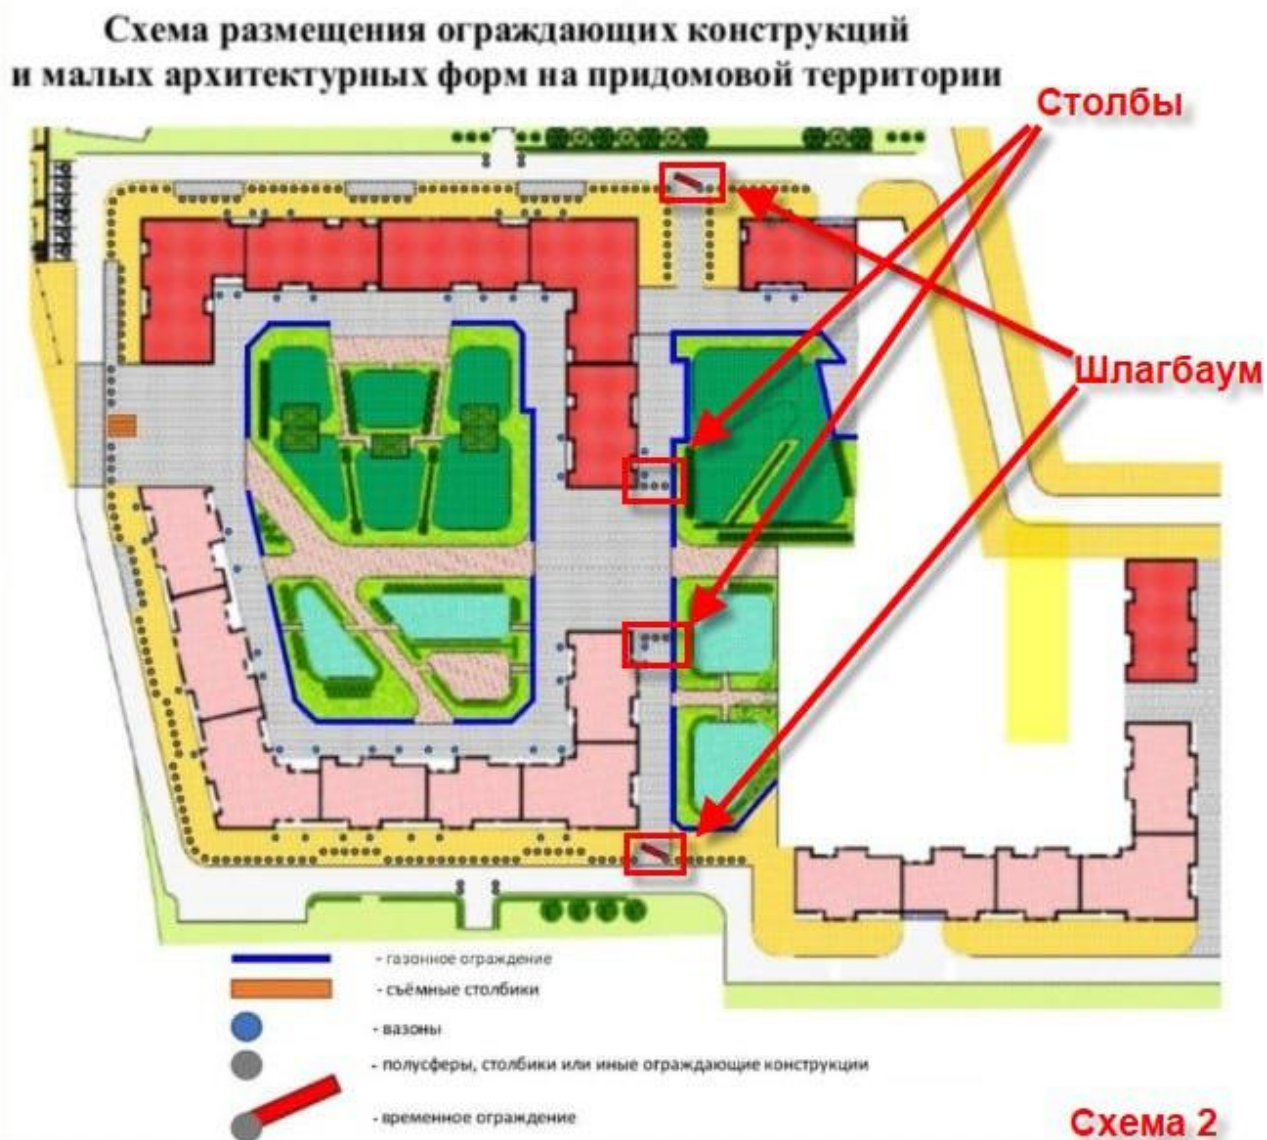 Схема размещения ограждающих конструкций
и малых архитектурных форм на придомовой территории
Столбы
Шлагбаум
- газонное ограждение
- съёмные столбики
- вазоны
- полусферы, столбики или иные ограждающие конструкции
- временное ограждение
Схема 2